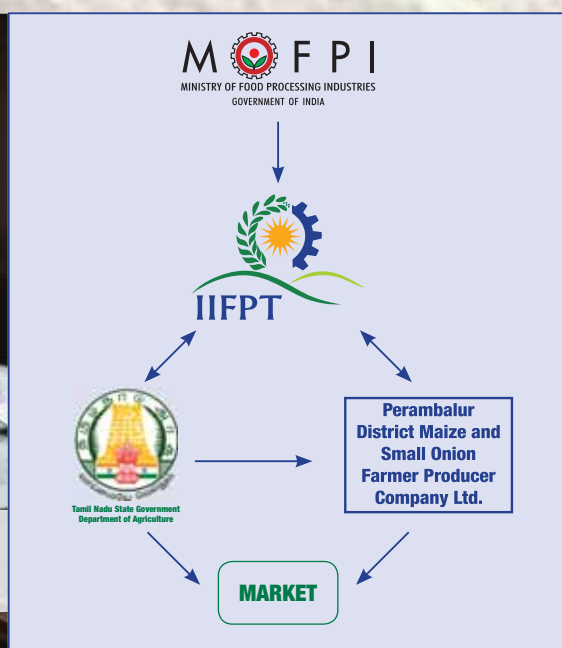 MOFPI
MINISTRY OF FOOD PROCESSING INDUSTRIES
GOVERNMENT OF INDIA
IIFPT
Tamil Nadu State Government
Department of Agriculture
Perambalur
District Maize and
Small Onion
Farmer Producer
Company Ltd.
MARKET